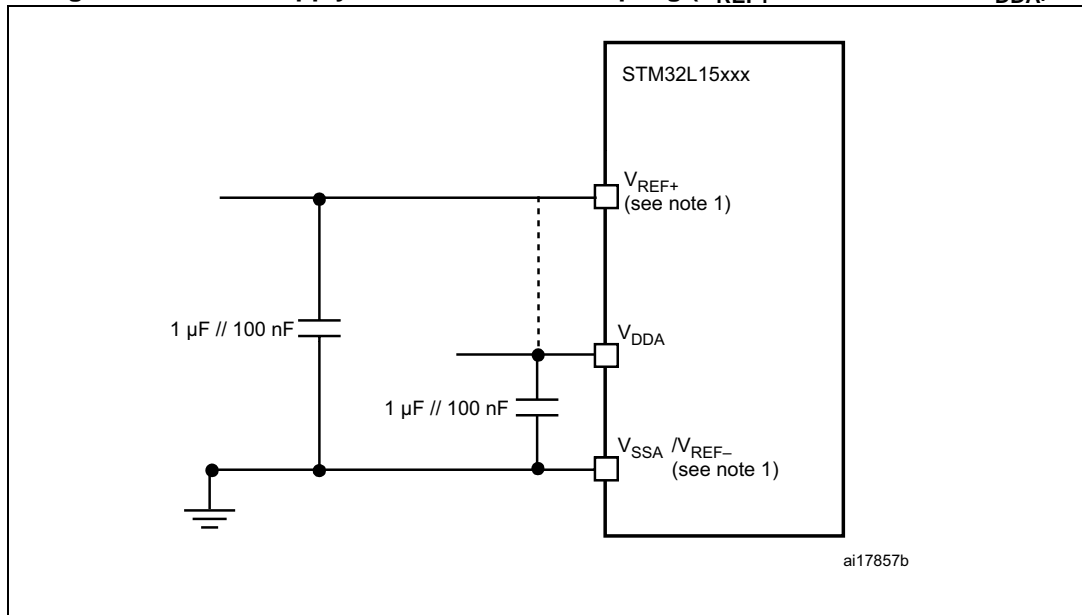 STM32L15xxx
VREF+
(see note 1)
1 µF // 100 nF
VDDA
1 µF // 100 nF
VSSA /VREF–
(see note 1)
ai17857b